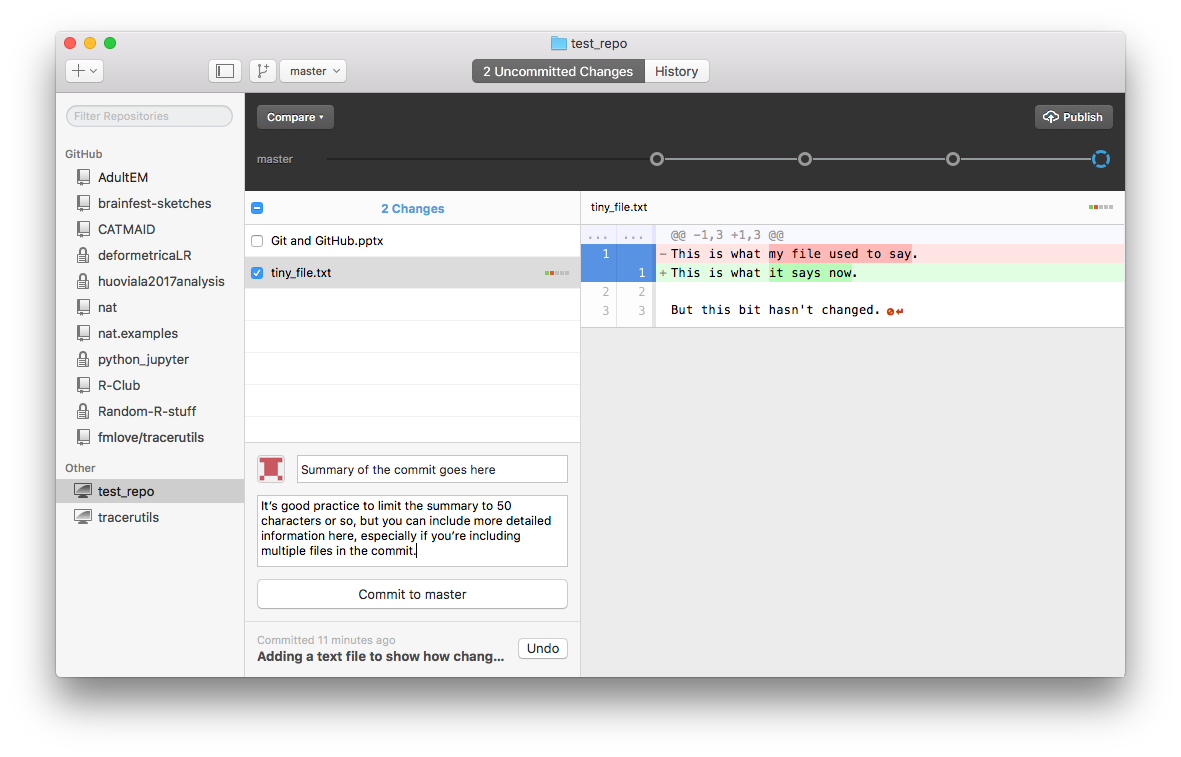 test_repo
master
2 Uncommitted Changes
History
Filter Repositories
GitHub
AdultEM
brainfest-sketches
CATMAID
deformetricaLR
huoviala2017analysis
nat
nat.examples
python_jupyter
R-Club
Random-R-stuff
fmlove/tracerutils
Other
test_repo
tracerutils
Compare
Publish
master
2 Changes
Git and GitHub.pptx
tiny_file.txt
Summary of the commit goes here
It's good practice to limit the summary to 50
characters or so, but you can include more detailed
information here, especially if you're including
multiple files in the commit.
Commit to master
Committed 11 minutes ago
Adding a text file to show how chang...
Undo
tiny_file.txt
... ... @@ -1,3 +1,3 @@
1 -This is what my file used to say.
1 +This is what it says now.
2 2
3 3 But this bit hasn't changed.